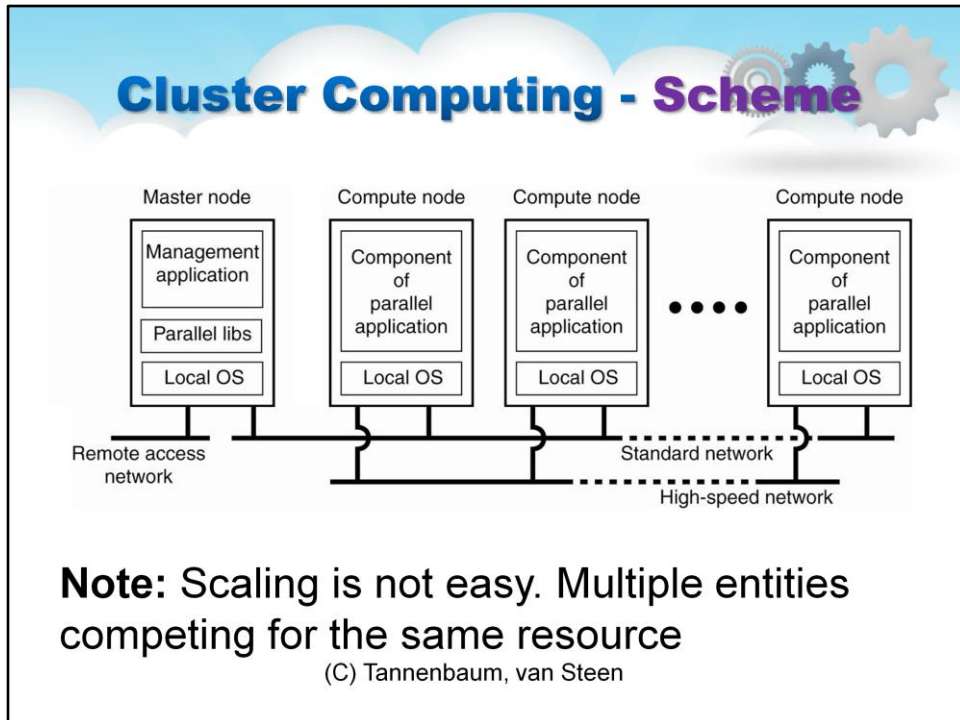 Cluster Computing - Scheme
Master node
Compute node
Compute node
Compute node
Management
application
Parallel libs
Local OS
Component
of
parallel
application
Local OS
Component
of
parallel
application
Local OS
Component
of
parallel
application
Local OS
Remote access
network
Standard network
High-speed network
Note: Scaling is not easy. Multiple entities
competing for the same resource
(C) Tannenbaum, van Steen